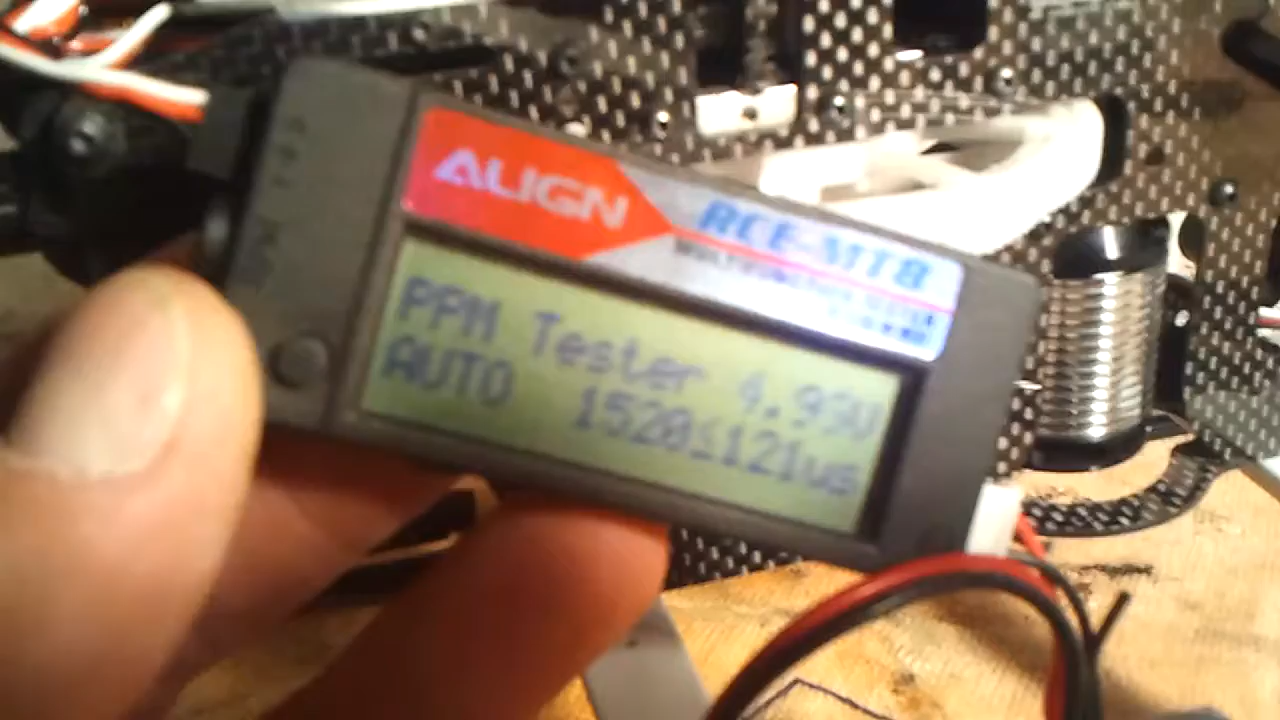 ALIGN
RCE-MT8
PPM Tester 4.93V
AUTO 1520≤121us